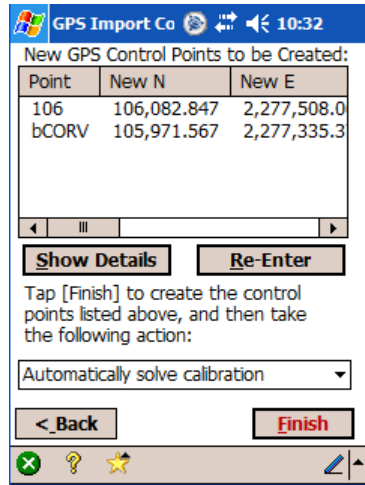 GPS Import Co 10:32
New GPS Control Points to be Created:
Point New N New E
106 106,082.847 2,277,508.0
bCORV 105,971.567 2,277,335.3
Show Details Re-Enter
Tap [Finish] to create the control
points listed above, and then take
the following action:
Automatically solve calibration
< Back Finish